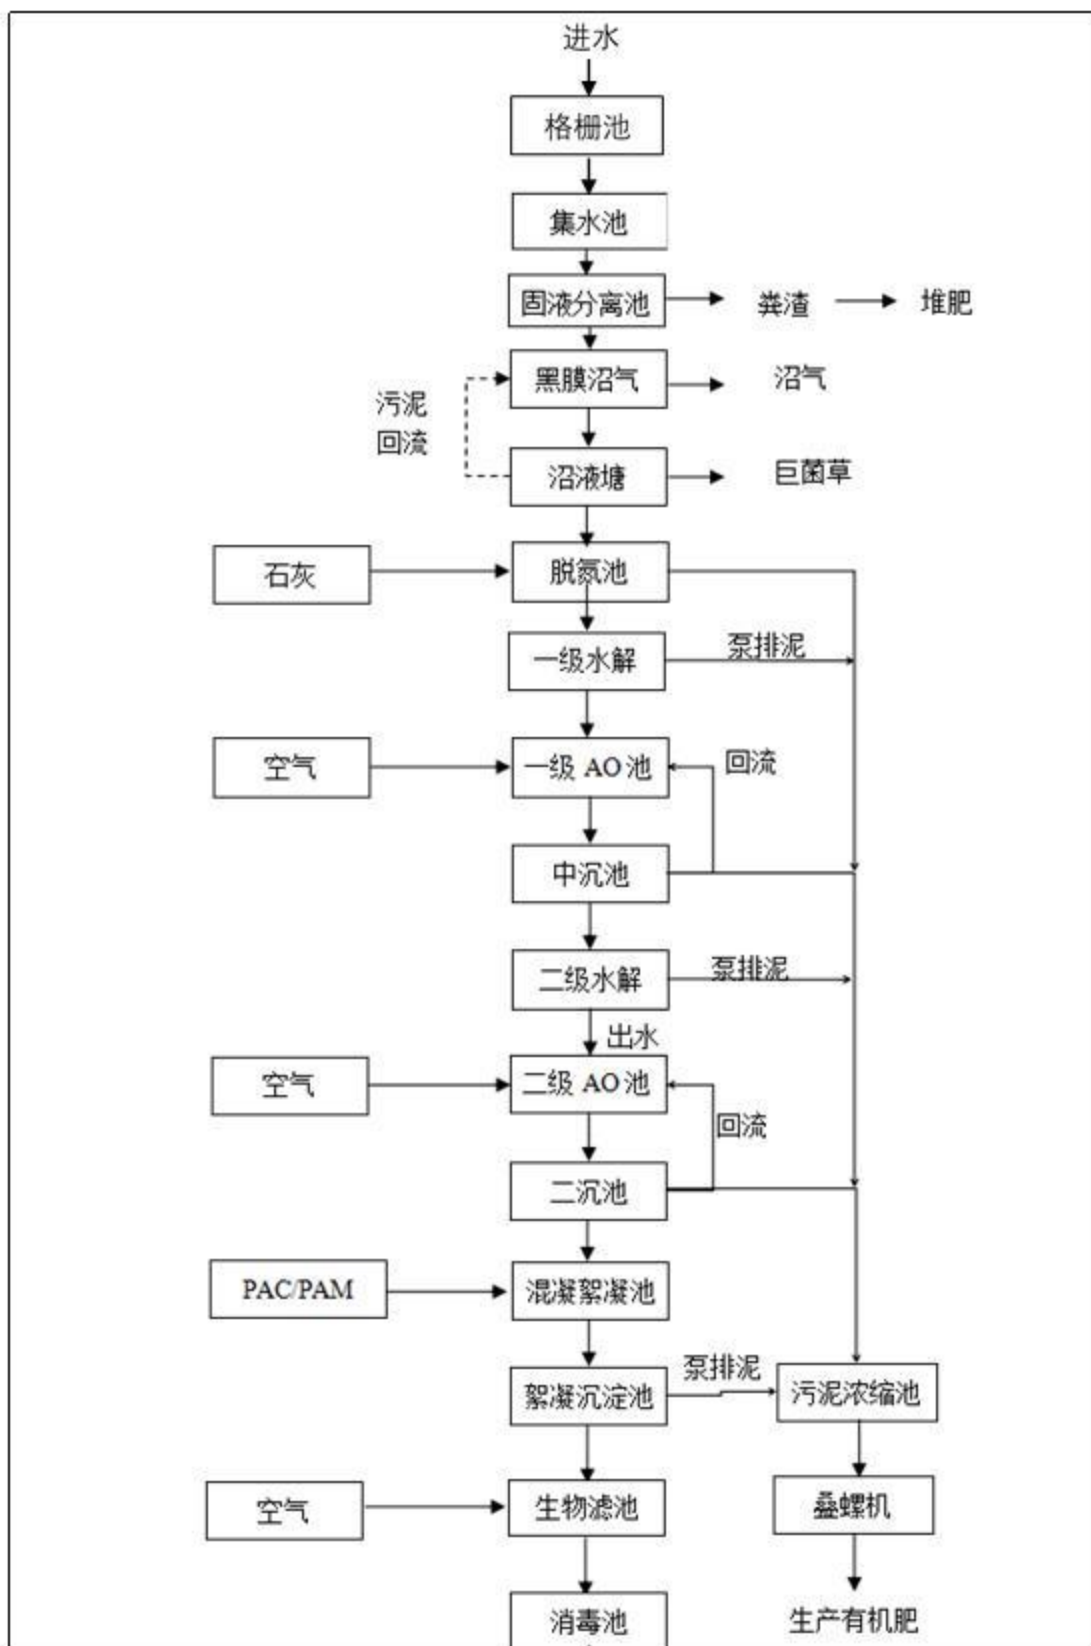 进水
格栅池
集水池
固液分离池
粪渣
堆肥
黑膜沼气
沼气
污泥
回流
沼液塘
巨菌草
石灰
脱氮池
一级水解
泵排泥
空气
一级 AO 池
回流
中沉池
二级水解
泵排泥
出水
空气
二级 AO 池
回流
二沉池
PAC/PAM
混凝絮凝池
絮凝沉淀池
泵排泥
污泥浓缩池
空气
生物滤池
叠螺机
消毒池
生产有机肥